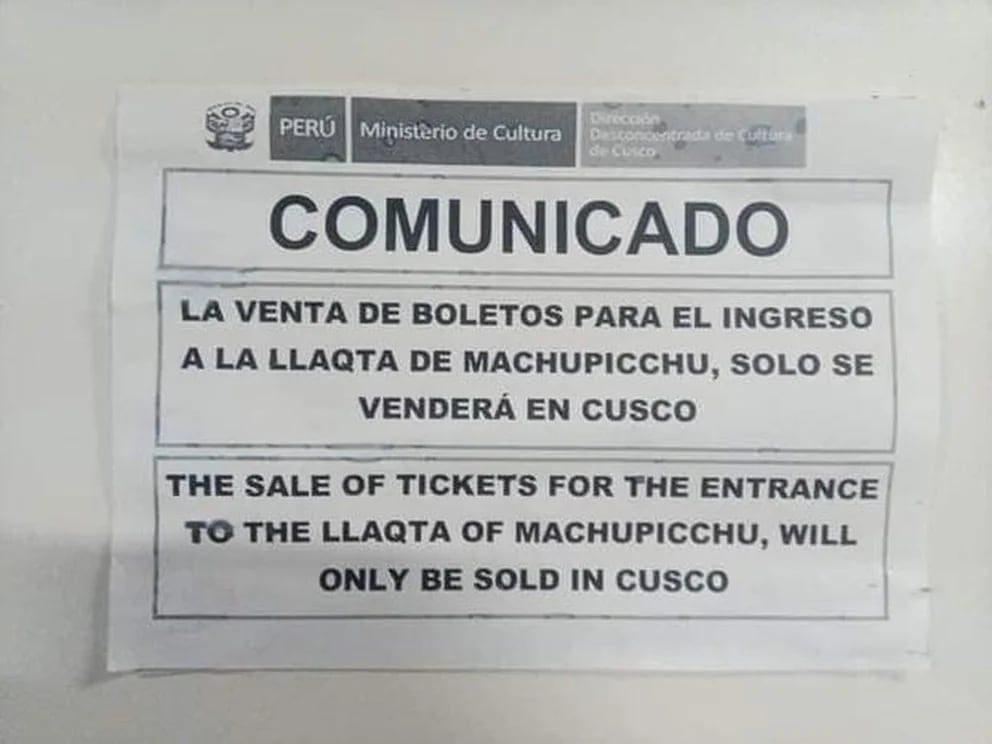 PERÚ
Ministerio de Cultura
Dirección
Desconcentrada de Cultura
de Cusco
COMUNICADO
LA VENTA DE BOLETOS PARA EL INGRESO
A LA LLAQTA DE MACHUPICCHU, SOLO SE
VENDERÁ EN CUSCO
THE SALE OF TICKETS FOR THE ENTRANCE
TO THE LLAQTA OF MACHUPICCHU, WILL
ONLY BE SOLD IN CUSCO